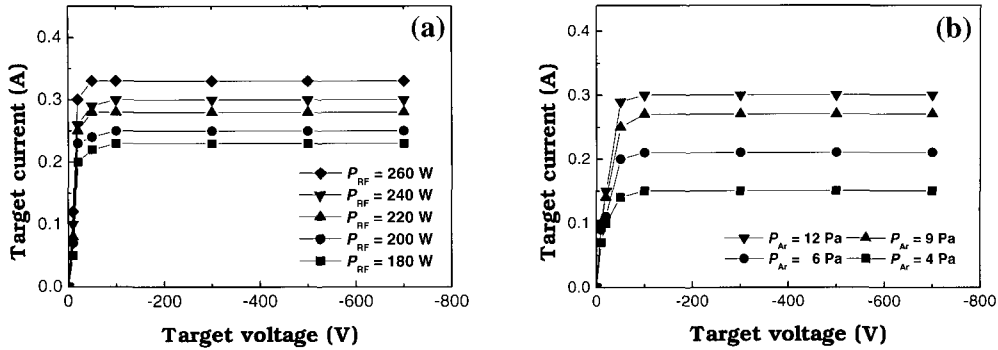 (a)
Target current (A)
0.4
0.3
0.2
0.1
0.0
P_RF = 260 W
P_RF = 240 W
P_RF = 220 W
P_RF = 200 W
P_RF = 180 W
0 -200 -400 -600 -800
Target voltage (V)
(b)
Target current (A)
0.4
0.3
0.2
0.1
0.0
P_Ar = 12 Pa P_Ar = 9 Pa
P_Ar = 6 Pa P_Ar = 4 Pa
0 -200 -400 -600 -800
Target voltage (V)